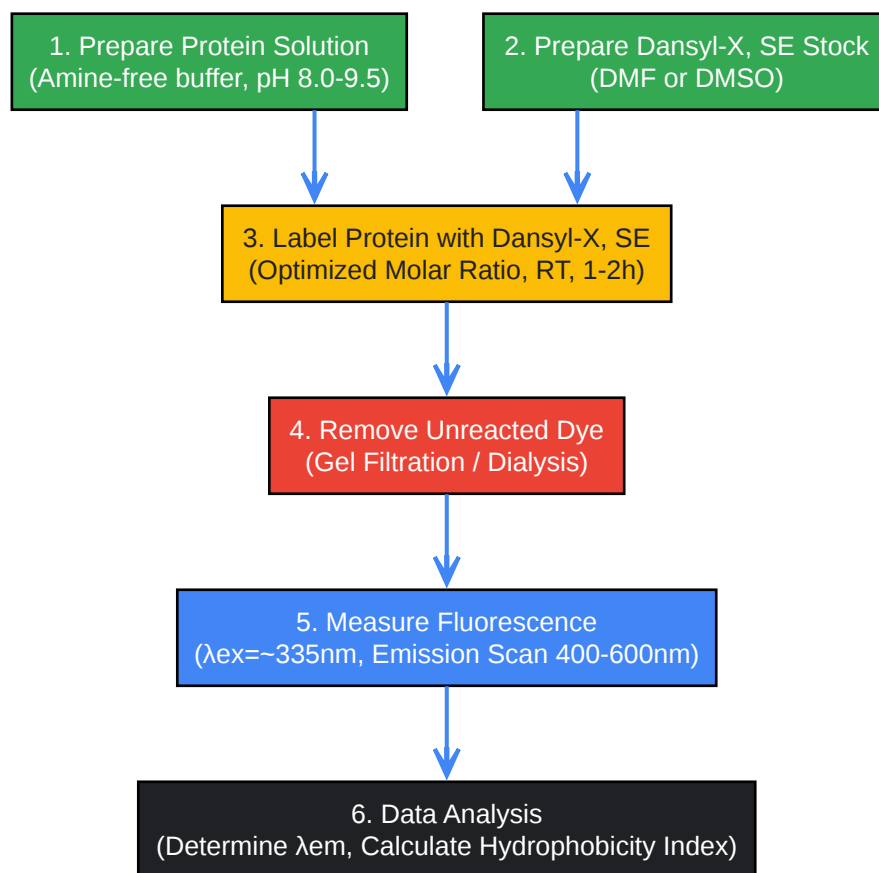 1. Prepare Protein Solution
(Amine-free buffer, pH 8.0-9.5)
2. Prepare Dansyl-X, SE Stock
(DMF or DMSO)
3. Label Protein with Dansyl-X, SE
(Optimized Molar Ratio, RT, 1-2h)
4. Remove Unreacted Dye
(Gel Filtration / Dialysis)
5. Measure Fluorescence
(λex=~335nm, Emission Scan 400-600nm)
6. Data Analysis
(Determine λem, Calculate Hydrophobicity Index)